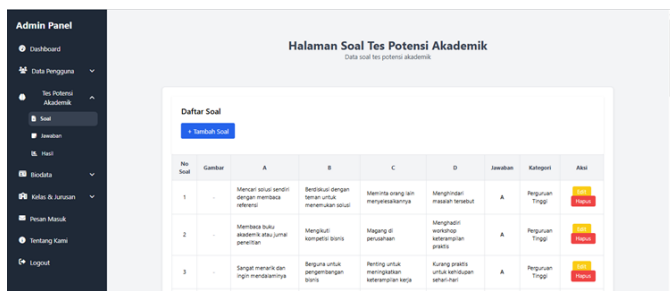 Admin Panel
Dashboard
Data Pengguna
Tes Potensi
Akademik
Soal
Jawaban
Hasil
Biodata
Kelas & Jurusan
Pesan Masuk
Tentang Kami
Logout
Halaman Soal Tes Potensi Akademik
Data soal tes potensi akademik
Daftar Soal
+ Tambah Soal
No Soal Gambar A B C D Jawaban Kategori Aksi
1 - Mencari solusi sendiri dengan membaca referensi Berdiskusi dengan teman untuk menemukan solusi Meminta orang lain menyelesaikannya Menghindari masalah tersebut A Perguruan Tinggi Edit Hapus
2 - Membaca buku akademik atau jurnal penelitian Mengikuti kompetisi bisnis Magang di perusahaan Menghadiri workshop keterampilan praktis A Perguruan Tinggi Edit Hapus
3 - Sangat menarik dan ingin mendalaminya Berguna untuk pengembangan bisnis Penting untuk meningkatkan keterampilan kerja Kurang praktis untuk kehidupan sehari-hari A Perguruan Tinggi Edit Hapus